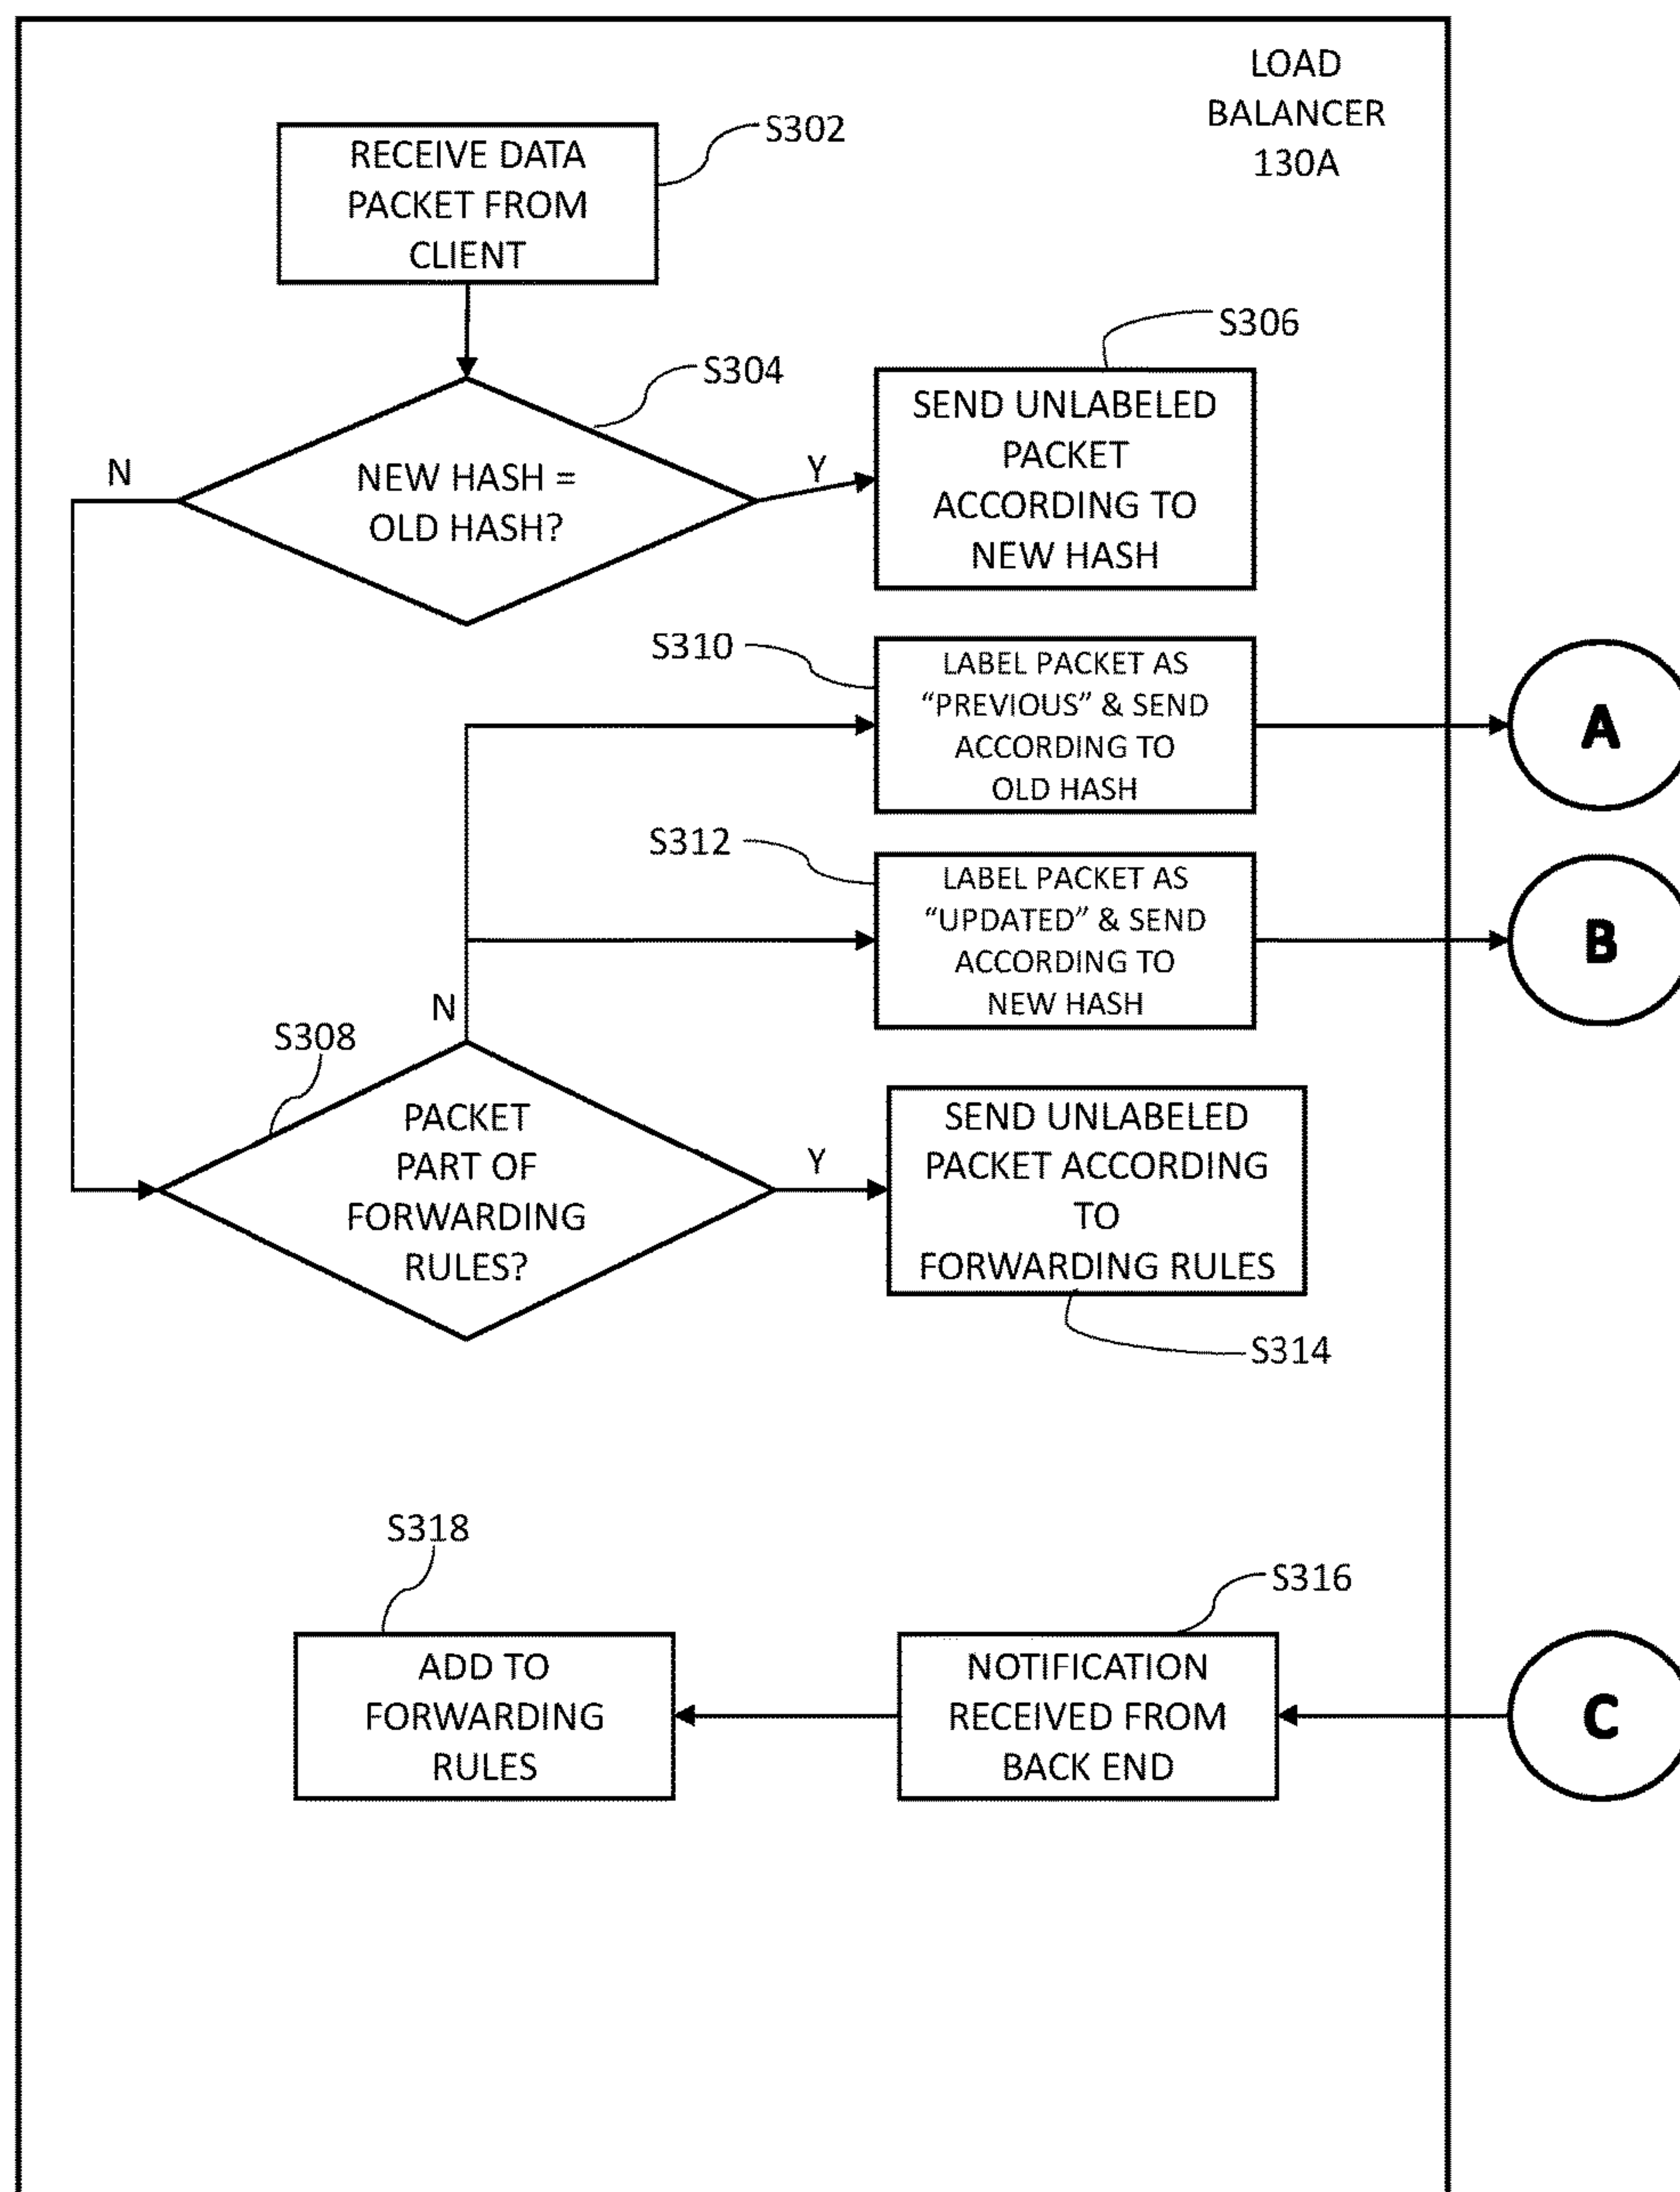 LOAD
BALANCER
130A
S302
RECEIVE DATA
PACKET FROM
CLIENT
S306
S304
SEND UNLABELED
PACKET
ACCORDING TO
NEW HASH
N
NEW HASH =
OLD HASH?
Y
S310
LABEL PACKET AS
“PREVIOUS” & SEND
ACCORDING TO
OLD HASH
A
S312
LABEL PACKET AS
“UPDATED” & SEND
ACCORDING TO
NEW HASH
B
N
S308
PACKET
PART OF
FORWARDING
RULES?
Y
SEND UNLABELED
PACKET ACCORDING
TO
FORWARDING RULES
S314
S318
S316
ADD TO
FORWARDING
RULES
NOTIFICATION
RECEIVED FROM
BACK END
C